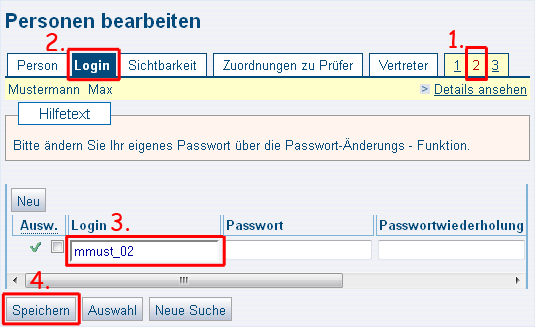 Personen bearbeiten
2. 1.
Person Login Sichtbarkeit Zuordnungen zu Prüfer Vertreter 1 2 3
Mustermann Max Details ansehen
Hilfetext
Bitte ändern Sie Ihr eigenes Passwort über die Passwort-Änderungs - Funktion.
Neu
Ausw. Login 3. Passwort Passwortwiederholung
mmust_02
4.
Speichern Auswahl Neue Suche